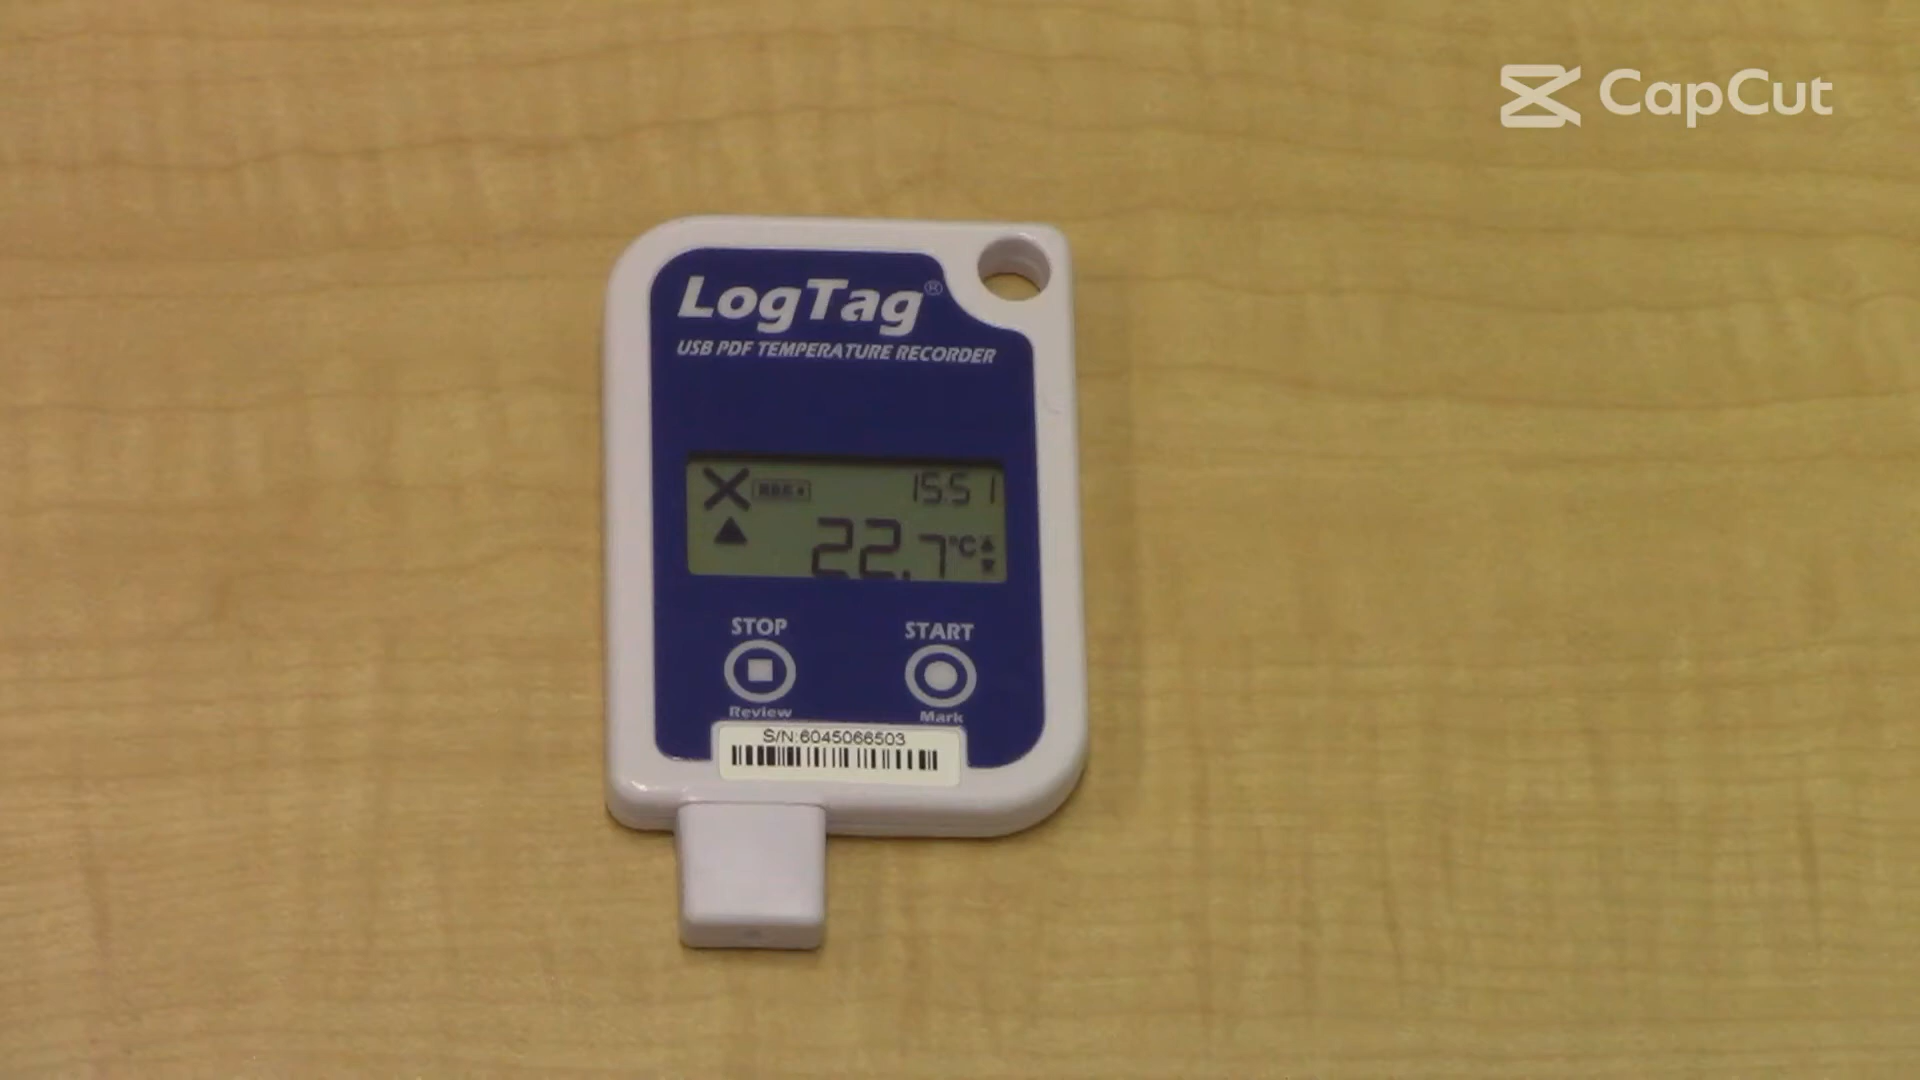 CapCut
LogTag®
USB PDF TEMPERATURE RECORDER
15:51
22.7°C
STOP
START
Review
Mark
S/N:6045066503